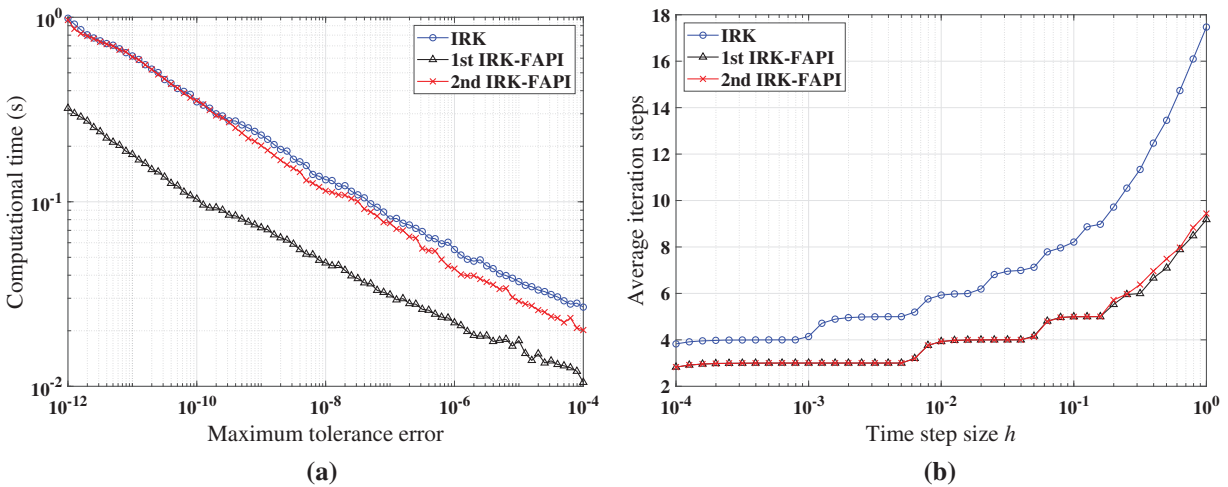 10^0
10^-1
10^-2
Computational time (s)
IRK
1st IRK-FAPI
2nd IRK-FAPI
10^-12
10^-10
10^-8
10^-6
10^-4
Maximum tolerance error
(a)
18
16
14
12
10
8
6
4
2
Average iteration steps
IRK
1st IRK-FAPI
2nd IRK-FAPI
10^-4
10^-3
10^-2
10^-1
10^0
Time step size h
(b)